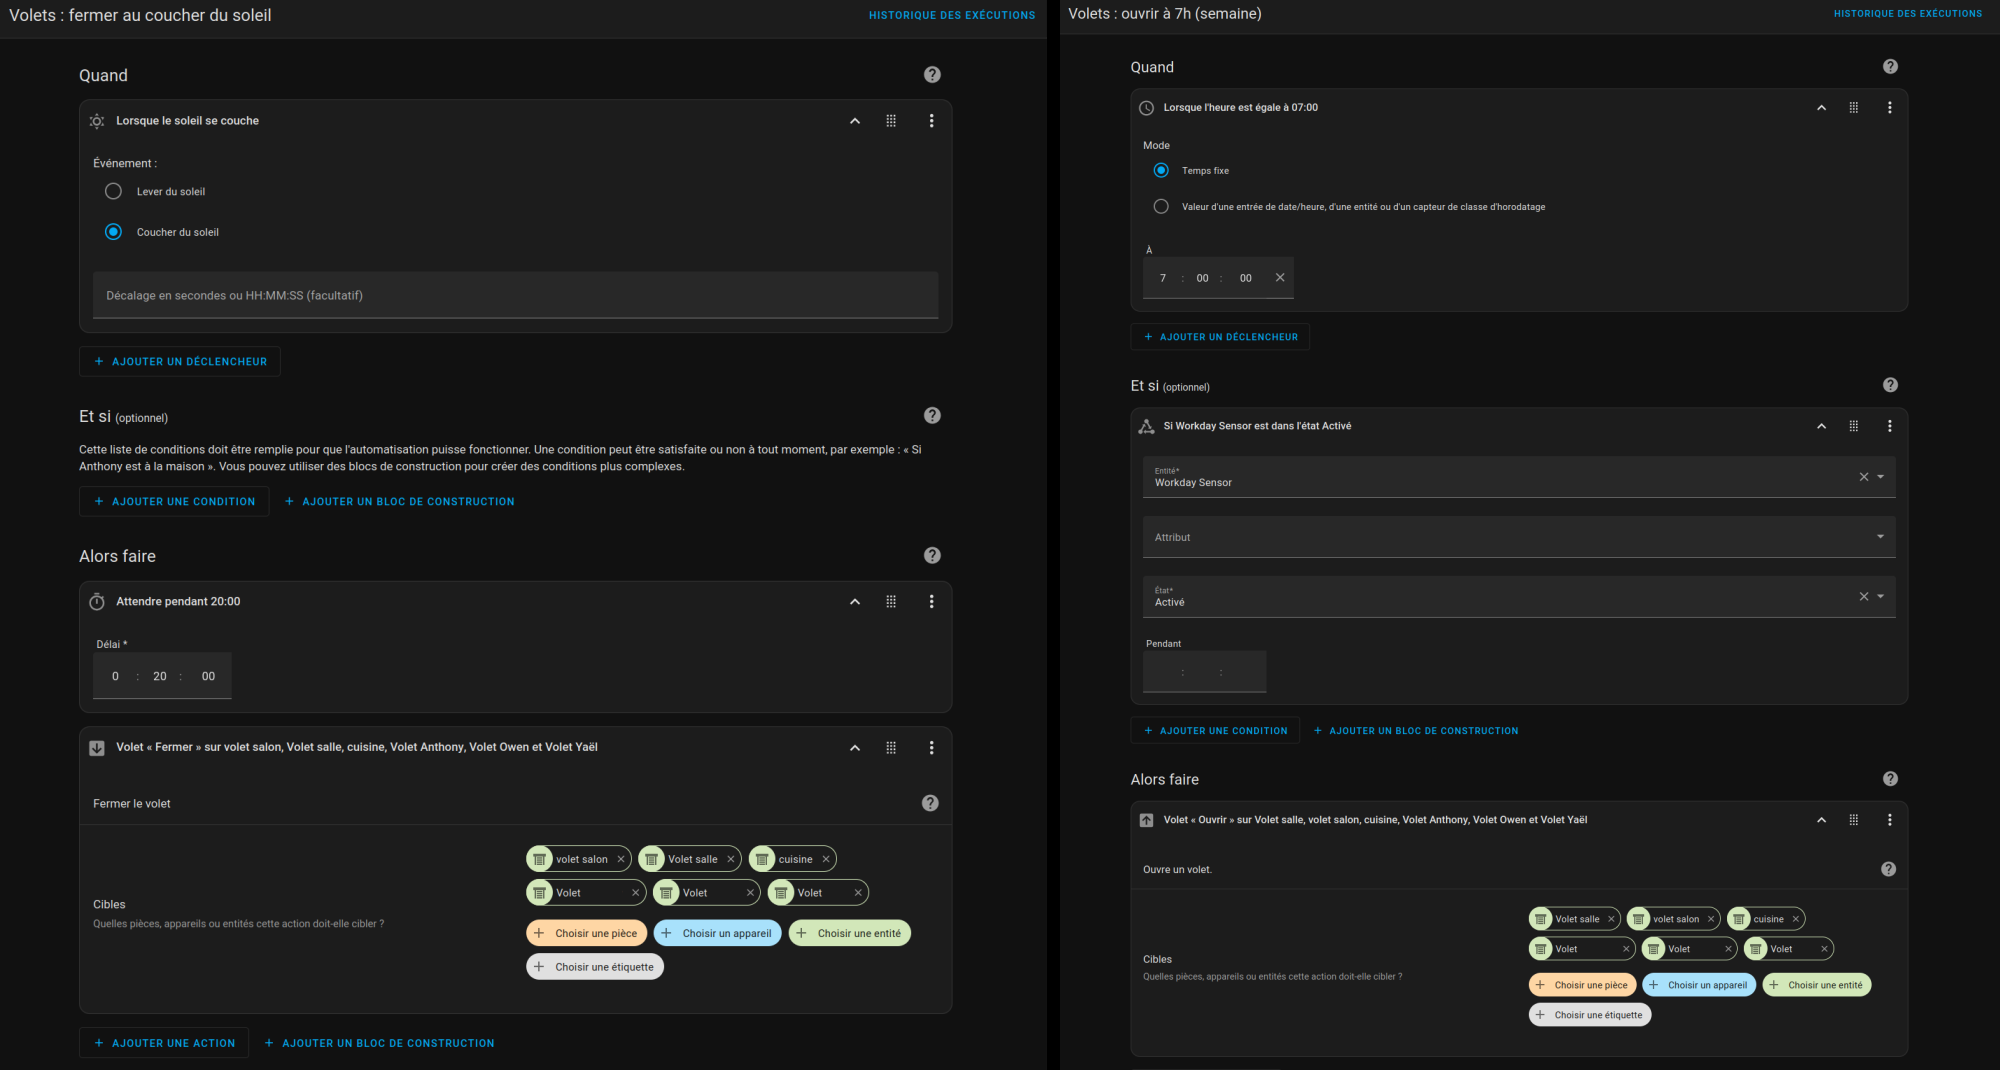 Volets : fermer au coucher du soleil
HISTORIQUE DES EXÉCUTIONS
Quand
Lorsque le soleil se couche
Événement :
Lever du soleil
Coucher du soleil
Décalage en secondes ou HH:MM:SS (facultatif)
+ AJOUTER UN DÉCLENCHEUR
Et si (optionnel)
Cette liste de conditions doit être remplie pour que l'automatisation puisse fonctionner. Une condition peut être satisfaite ou non à tout moment, par exemple : « Si
Anthony est à la maison ». Vous pouvez utiliser des blocs de construction pour créer des conditions plus complexes.
+ AJOUTER UNE CONDITION + AJOUTER UN BLOC DE CONSTRUCTION
Alors faire
Attendre pendant 20:00
Délai *
0 : 20 : 00
Volet « Fermer » sur volet salon, Volet salle, cuisine, Volet Anthony, Volet Owen et Volet Yaël
Fermer le volet
Cibles
Quelles pièces, appareils ou entités cette action doit-elle cibler ?
volet salon Volet salle cuisine
Volet Volet Volet
+ Choisir une pièce + Choisir un appareil + Choisir une entité
+ Choisir une étiquette
+ AJOUTER UNE ACTION + AJOUTER UN BLOC DE CONSTRUCTION
Volets : ouvrir à 7h (semaine)
HISTORIQUE DES EXÉCUTIONS
Quand
Lorsque l'heure est égale à 07:00
Mode
Temps fixe
Valeur d'une entrée de date/heure, d'une entité ou d'un capteur de classe d'horodatage
À
7 : 00 : 00
+ AJOUTER UN DÉCLENCHEUR
Et si (optionnel)
Si Workday Sensor est dans l'état Activé
Entité*
Workday Sensor
Attribut
État*
Activé
Pendant
: :
+ AJOUTER UNE CONDITION + AJOUTER UN BLOC DE CONSTRUCTION
Alors faire
Volet « Ouvrir » sur Volet salle, volet salon, cuisine, Volet Anthony, Volet Owen et Volet Yaël
Ouvre un volet.
Cibles
Quelles pièces, appareils ou entités cette action doit-elle cibler ?
Volet salle volet salon cuisine
Volet Volet Volet
+ Choisir une pièce + Choisir un appareil + Choisir une entité
+ Choisir une étiquette